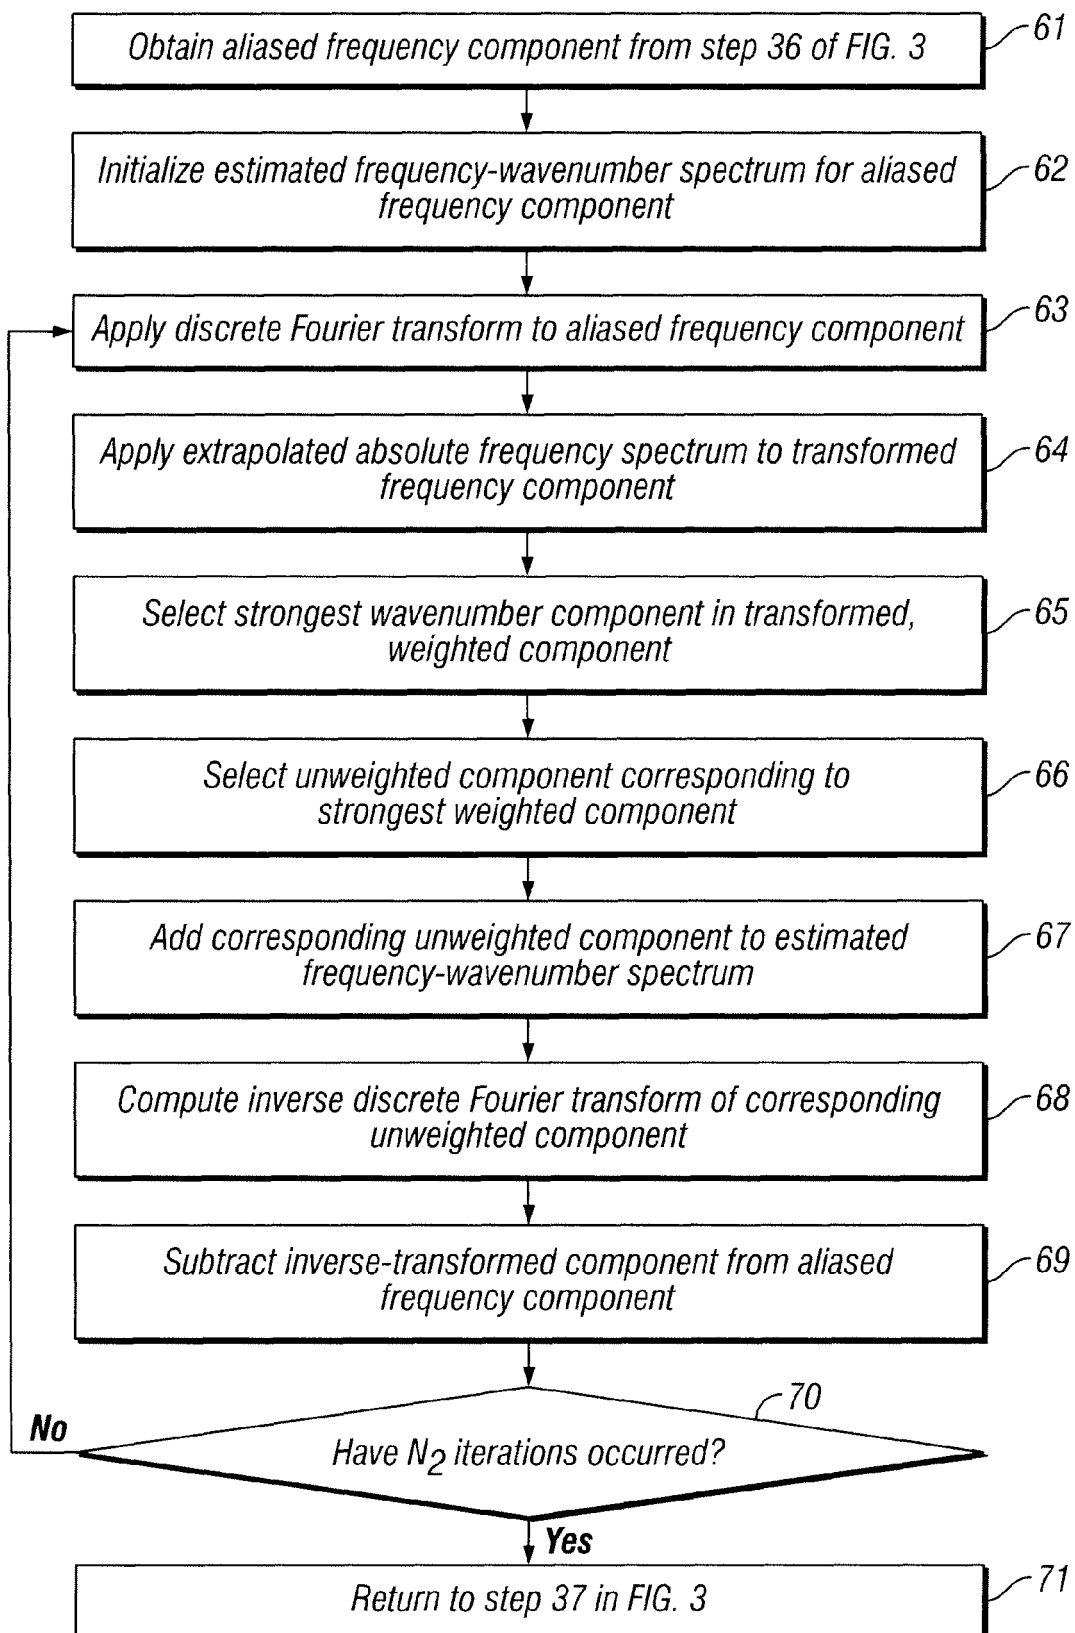 Obtain aliased frequency component from step 36 of FIG. 3
61
Initialize estimated frequency-wavenumber spectrum for aliased
frequency component
62
Apply discrete Fourier transform to aliased frequency component
63
Apply extrapolated absolute frequency spectrum to transformed
frequency component
64
Select strongest wavenumber component in transformed,
weighted component
65
Select unweighted component corresponding to
strongest weighted component
66
Add corresponding unweighted component to estimated
frequency-wavenumber spectrum
67
Compute inverse discrete Fourier transform of corresponding
unweighted component
68
Subtract inverse-transformed component from aliased
frequency component
69
70
No
Have N2 iterations occurred?
Yes
Return to step 37 in FIG. 3
71